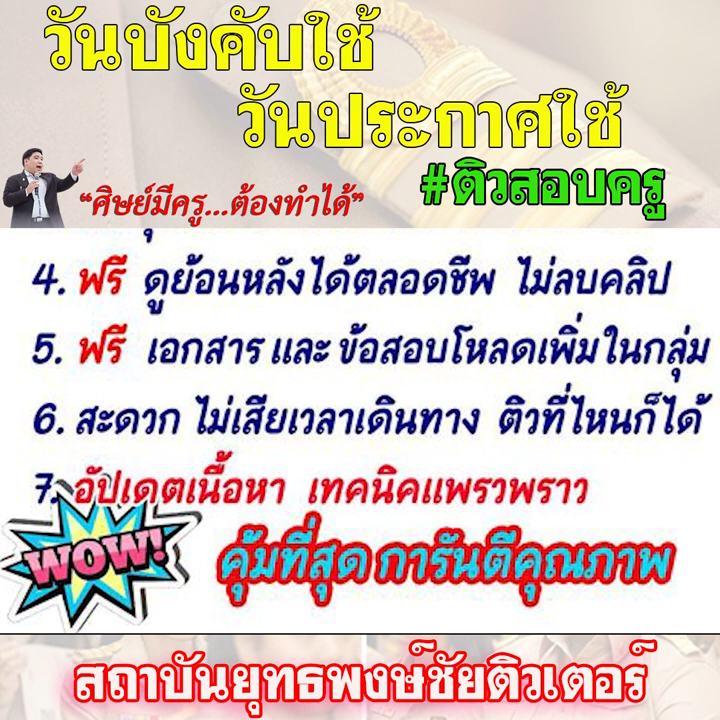 วันบังคับใช้
วันประกาศใช้
#ติวสอบครู
“ศิษย์มีครู...ต้องทำได้”
4. ฟรี ดูย้อนหลังได้ตลอดชีพ ไม่ลบคลิป
5. ฟรี เอกสาร และ ข้อสอบโหลดเพิ่มในกลุ่ม
6. สะดวก ไม่เสียเวลาเดินทาง ติวที่ไหนก็ได้
7. อัปเดตเนื้อหา เทคนิคแพรวพราว
WOW!
คุ้มที่สุด การันตีคุณภาพ
สถาบันยุทธพงษ์ชัยติวเตอร์